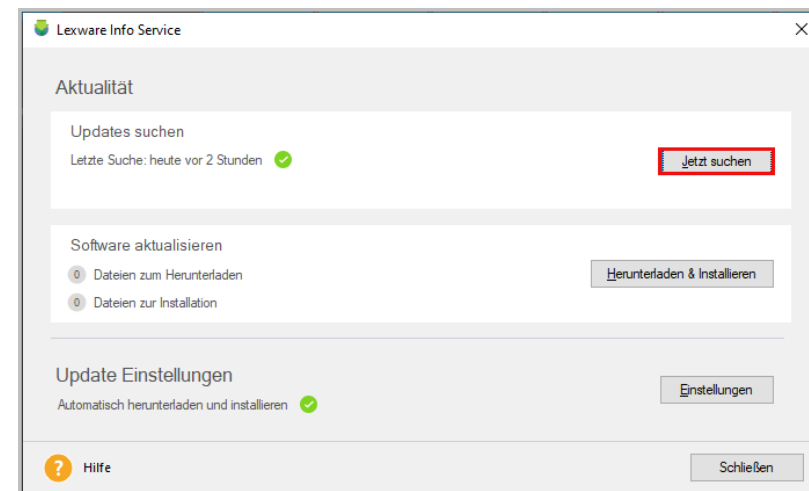 Lexware Info Service
Aktualität
Updates suchen
Letzte Suche: heute vor 2 Stunden
Jetzt suchen
Software aktualisieren
0 Dateien zum Herunterladen
Herunterladen & Installieren
0 Dateien zur Installation
Update Einstellungen
Einstellungen
Automatisch herunterladen und installieren
? Hilfe
Schließen